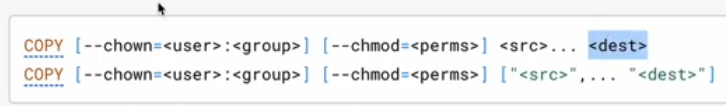 COPY [--chown=<user>:<group>] [--chmod=<perms>] <src>... <dest>
COPY [--chown=<user>:<group>] [--chmod=<perms>] ["<src>",... "<dest>"]